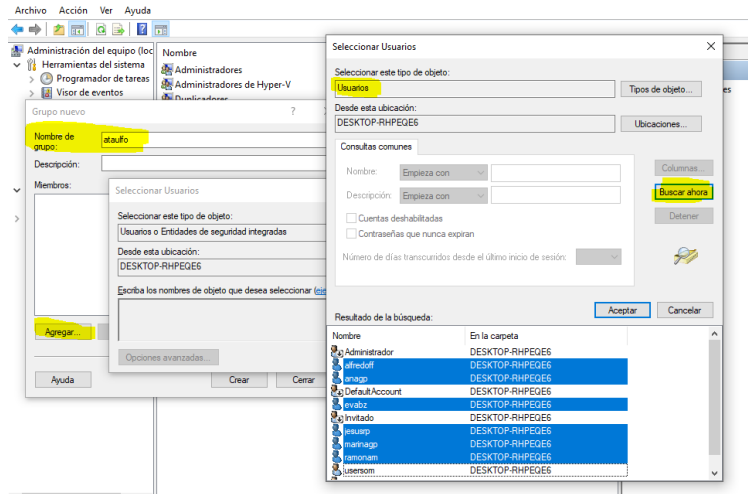 Archivo Acción Ver Ayuda
Administración del equipo (loc
Herramientas del sistema
Programador de tareas
Visor de eventos
Nombre
Administradores
Administradores de Hyper-V
Duplicadores
es
Grupo nuevo ?
Nombre de grupo: atauffo
Descripción:
Miembros:
Agregar...
Ayuda Crear Cerrar
Seleccionar Usuarios
Seleccionar este tipo de objeto:
Usuarios o Entidades de seguridad integradas
Desde esta ubicación:
DESKTOP-RHPEQE6
Escriba los nombres de objeto que desea seleccionar (eje
Opciones avanzadas...
Seleccionar Usuarios
Seleccionar este tipo de objeto:
Usuarios Tipos de objeto...
Desde esta ubicación:
DESKTOP-RHPEQE6 Ubicaciones...
Consultas comunes
Nombre: Empieza con
Descripción: Empieza con
Cuentas deshabilitadas
Contraseñas que nunca expiran
Número de días transcurridos desde el último inicio de sesión:
Columnas...
Buscar ahora
Detener
Aceptar Cancelar
Resultado de la búsqueda:
Nombre En la carpeta
Administrador DESKTOP-RHPEQE6
alfredoff DESKTOP-RHPEQE6
anagp DESKTOP-RHPEQE6
DefaultAccount DESKTOP-RHPEQE6
evabz DESKTOP-RHPEQE6
Invitado DESKTOP-RHPEQE6
jesusrp DESKTOP-RHPEQE6
marinagp DESKTOP-RHPEQE6
ramonam DESKTOP-RHPEQE6
usersom DESKTOP-RHPEQE6